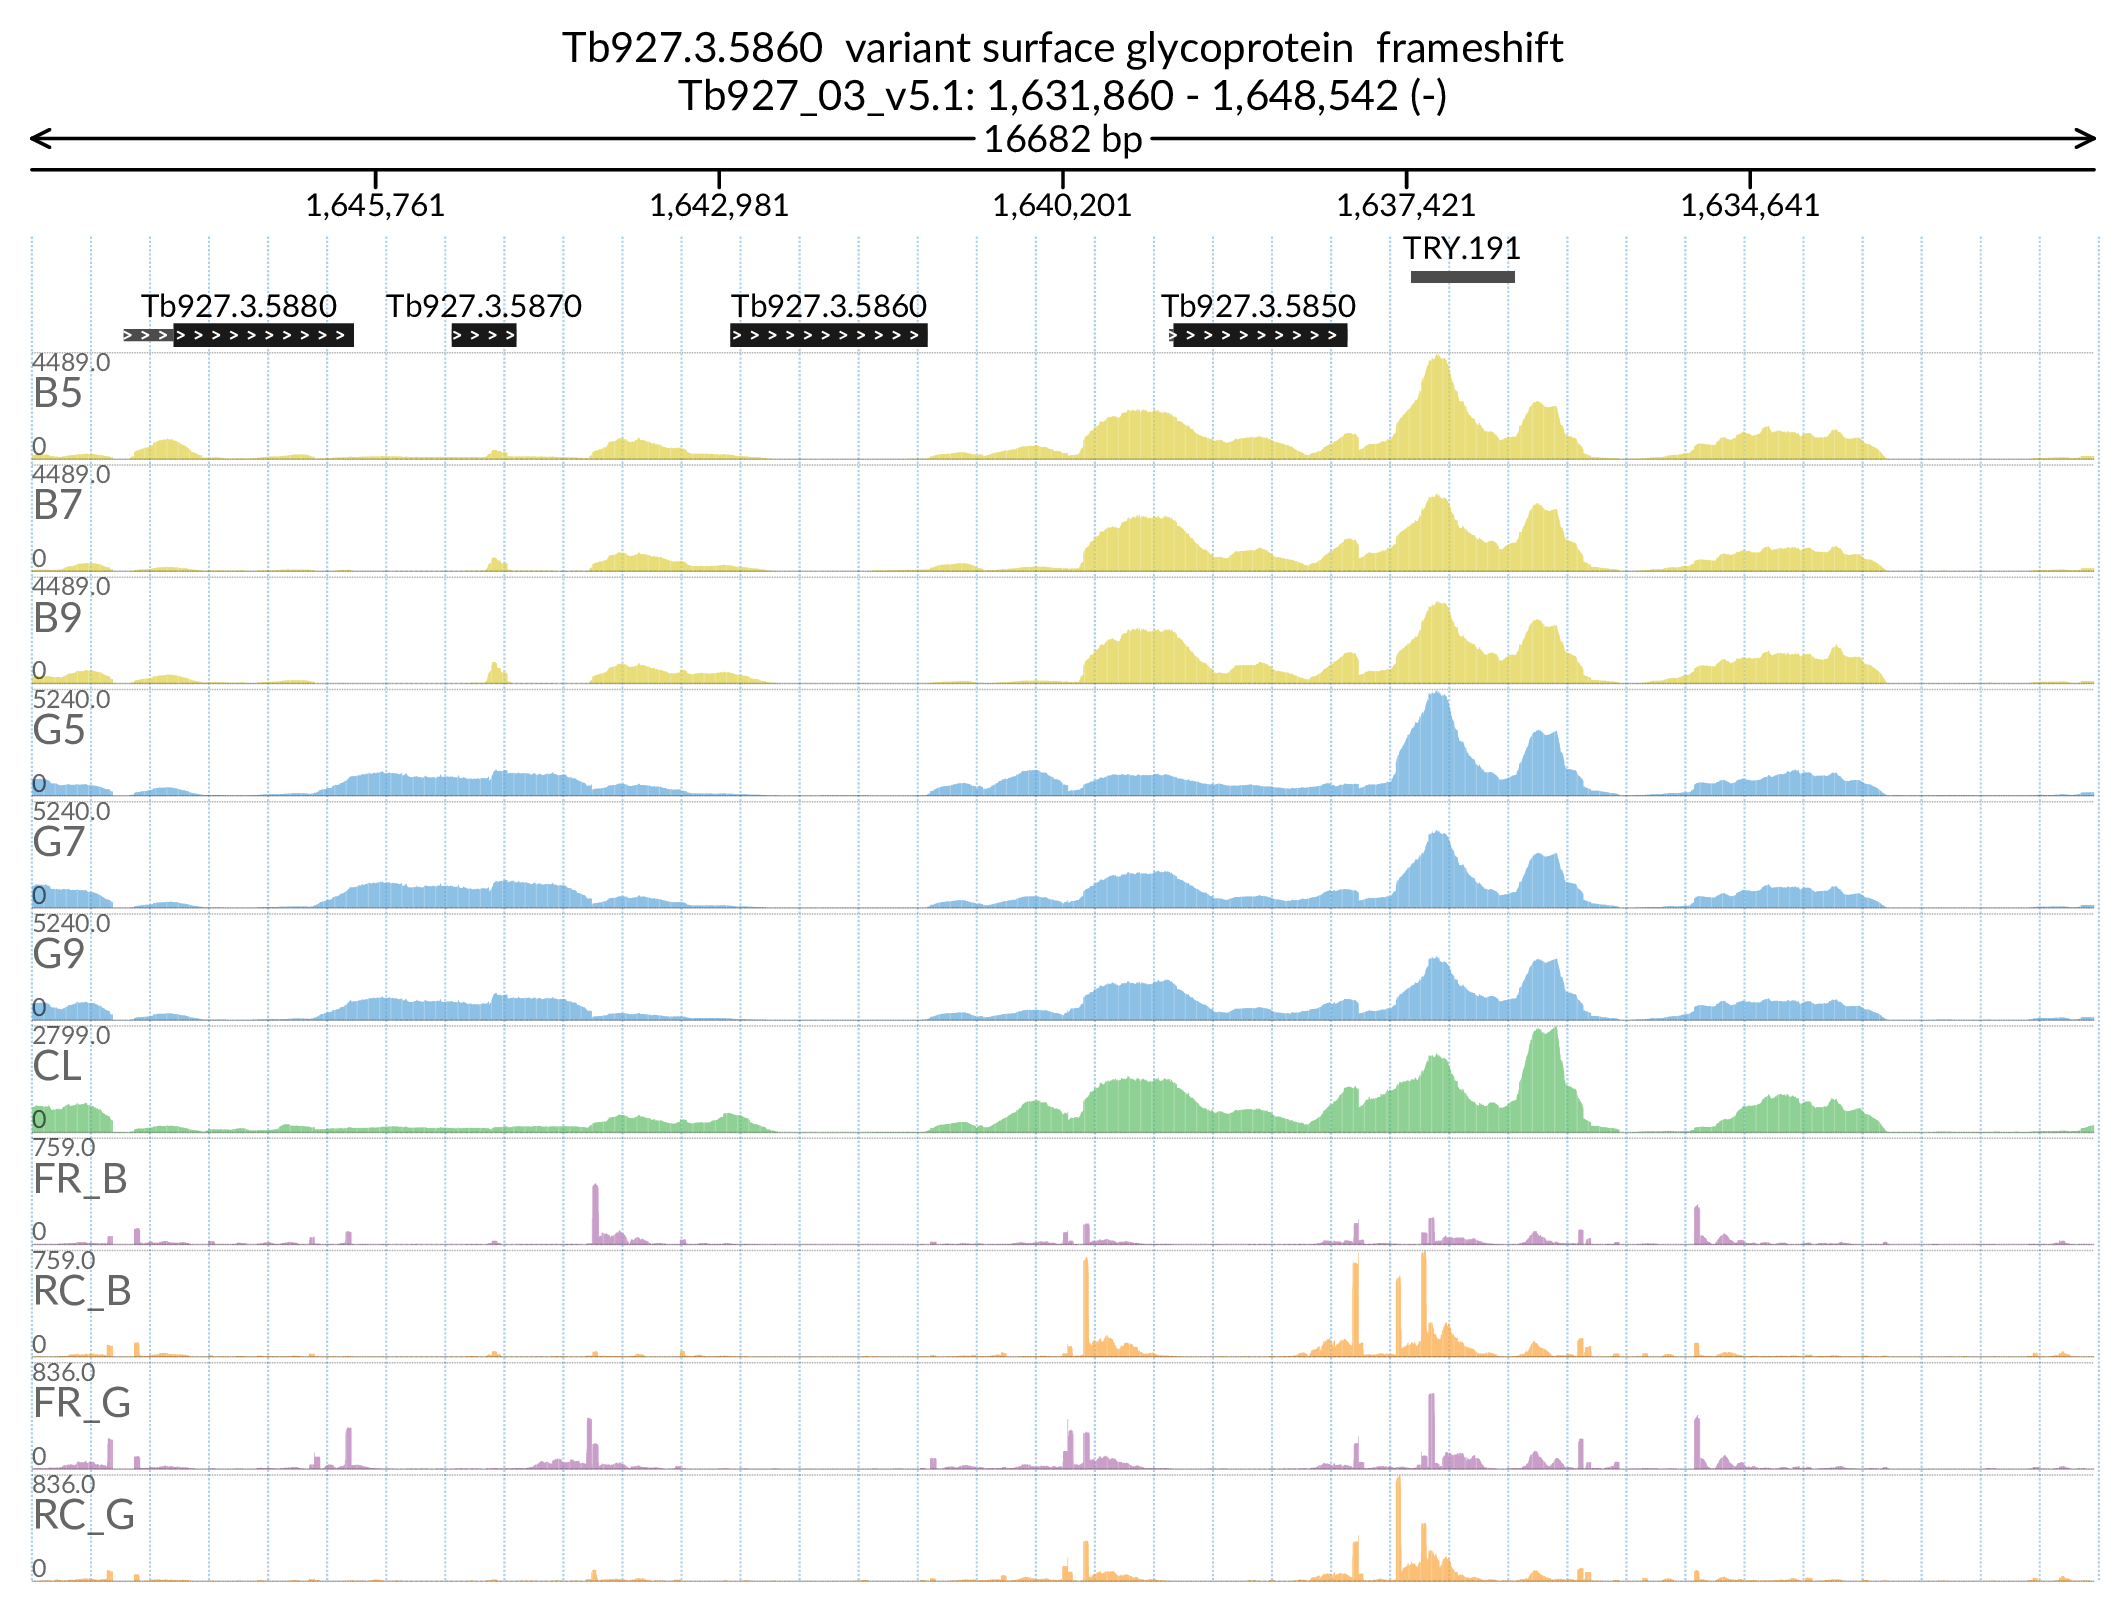 Tb927.3.5860  variant surface glycoprotein  frameshift
Tb927_03_v5.1: 1,631,860 - 1,648,542 (-)
16682 bp
1,645,761 1,642,981 1,640,201 1,637,421 1,634,641
TRY.191
Tb927.3.5880 Tb927.3.5870 Tb927.3.5860 Tb927.3.5850
4489.0
B5
0
4489.0
B7
0
4489.0
B9
0
5240.0
G5
0
5240.0
G7
0
5240.0
G9
0
2799.0
CL
0
759.0
FR_B
0
759.0
RC_B
0
836.0
FR_G
0
836.0
RC_G
0